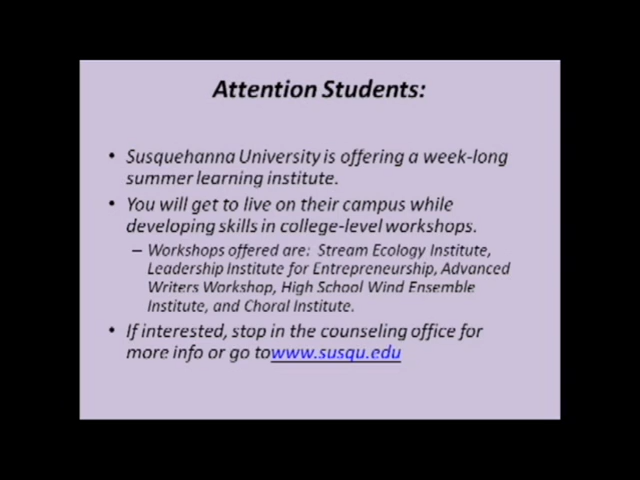 Attention Students:
• Susquehanna University is offering a week-long
summer learning institute.
• You will get to live on their campus while
developing skills in college-level workshops.
– Workshops offered are:  Stream Ecology Institute,
Leadership Institute for Entrepreneurship, Advanced
Writers Workshop, High School Wind Ensemble
Institute, and Choral Institute.
• If interested, stop in the counseling office for
more info or go towww.susqu.edu